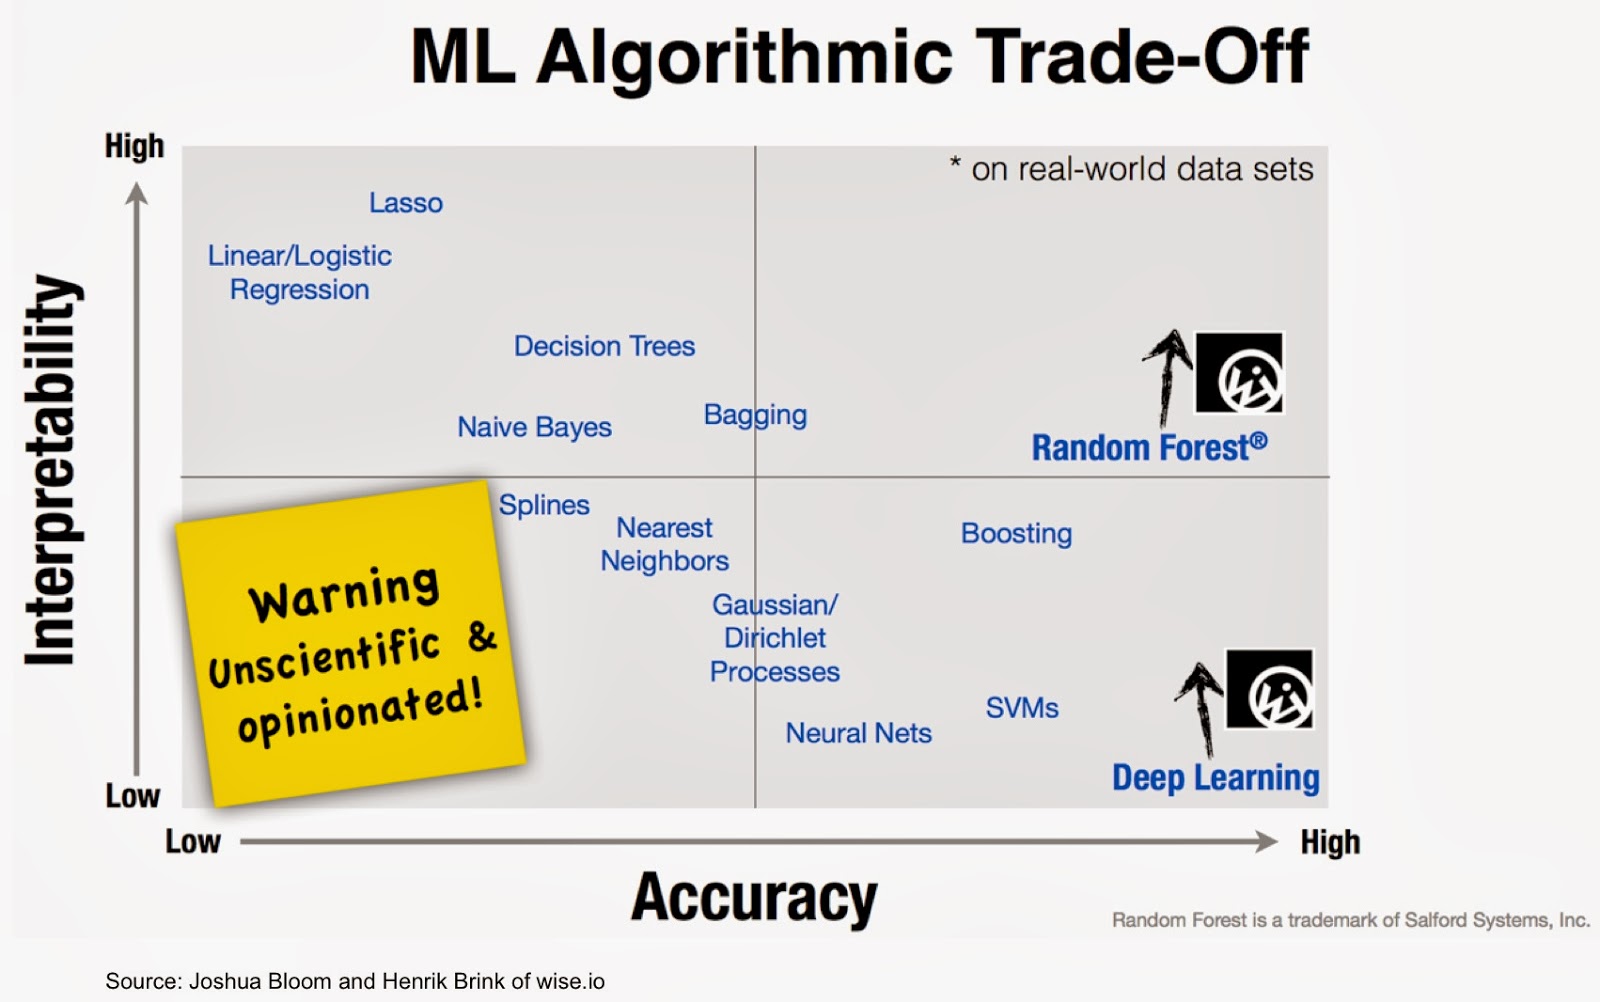 ML Algorithmic Trade-Off
High
* on real-world data sets
Lasso
Linear/Logistic
Regression
Decision Trees
Naive Bayes
Bagging
Random Forest®
Interpretability
Splines
Nearest
Neighbors
Boosting
Warning
Unscientific &
opinionated!
Gaussian/
Dirichlet
Processes
SVMs
Neural Nets
Deep Learning
Low
Low
High
Accuracy
Random Forest is a trademark of Salford Systems, Inc.
Source: Joshua Bloom and Henrik Brink of wise.io